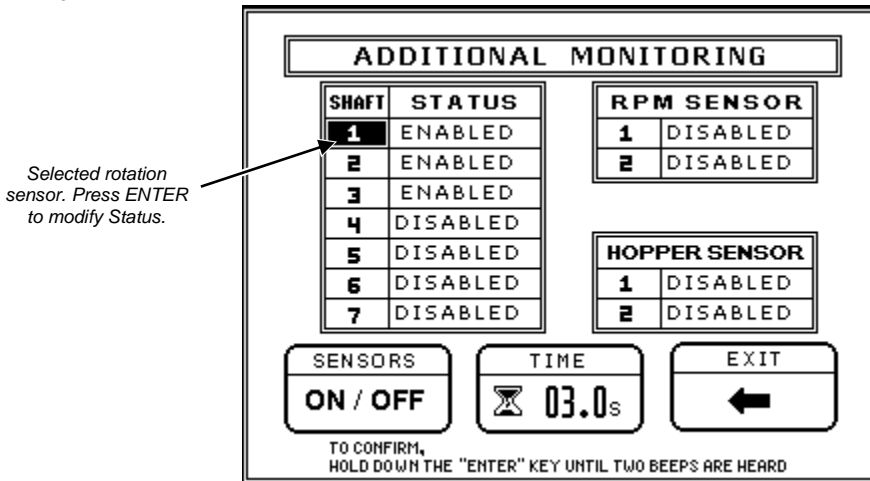 ADDITIONAL MONITORING
SHAFT STATUS
1 ENABLED
2 ENABLED
3 ENABLED
4 DISABLED
5 DISABLED
6 DISABLED
7 DISABLED
RPM SENSOR
1 DISABLED
2 DISABLED
HOPPER SENSOR
1 DISABLED
2 DISABLED
Selected rotation
sensor. Press ENTER
to modify Status.
SENSORS
ON / OFF
TIME
03.0s
EXIT
TO CONFIRM,
HOLD DOWN THE "ENTER" KEY UNTIL TWO BEEPS ARE HEARD